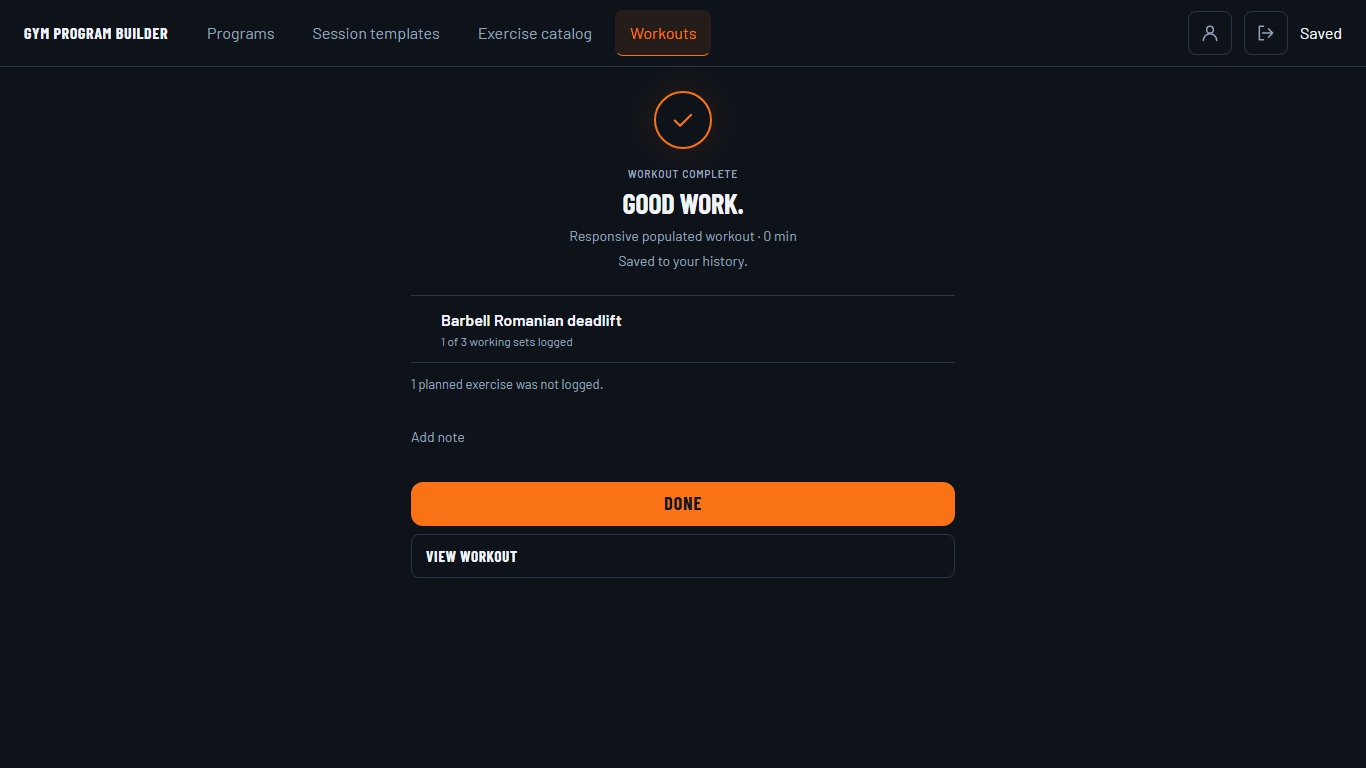 GYM PROGRAM BUILDER
Programs
Session templates
Exercise catalog
Workouts
Saved
WORKOUT COMPLETE
GOOD WORK.
Responsive populated workout · 0 min
Saved to your history.
Barbell Romanian deadlift
1 of 3 working sets logged
1 planned exercise was not logged.
Add note
DONE
VIEW WORKOUT